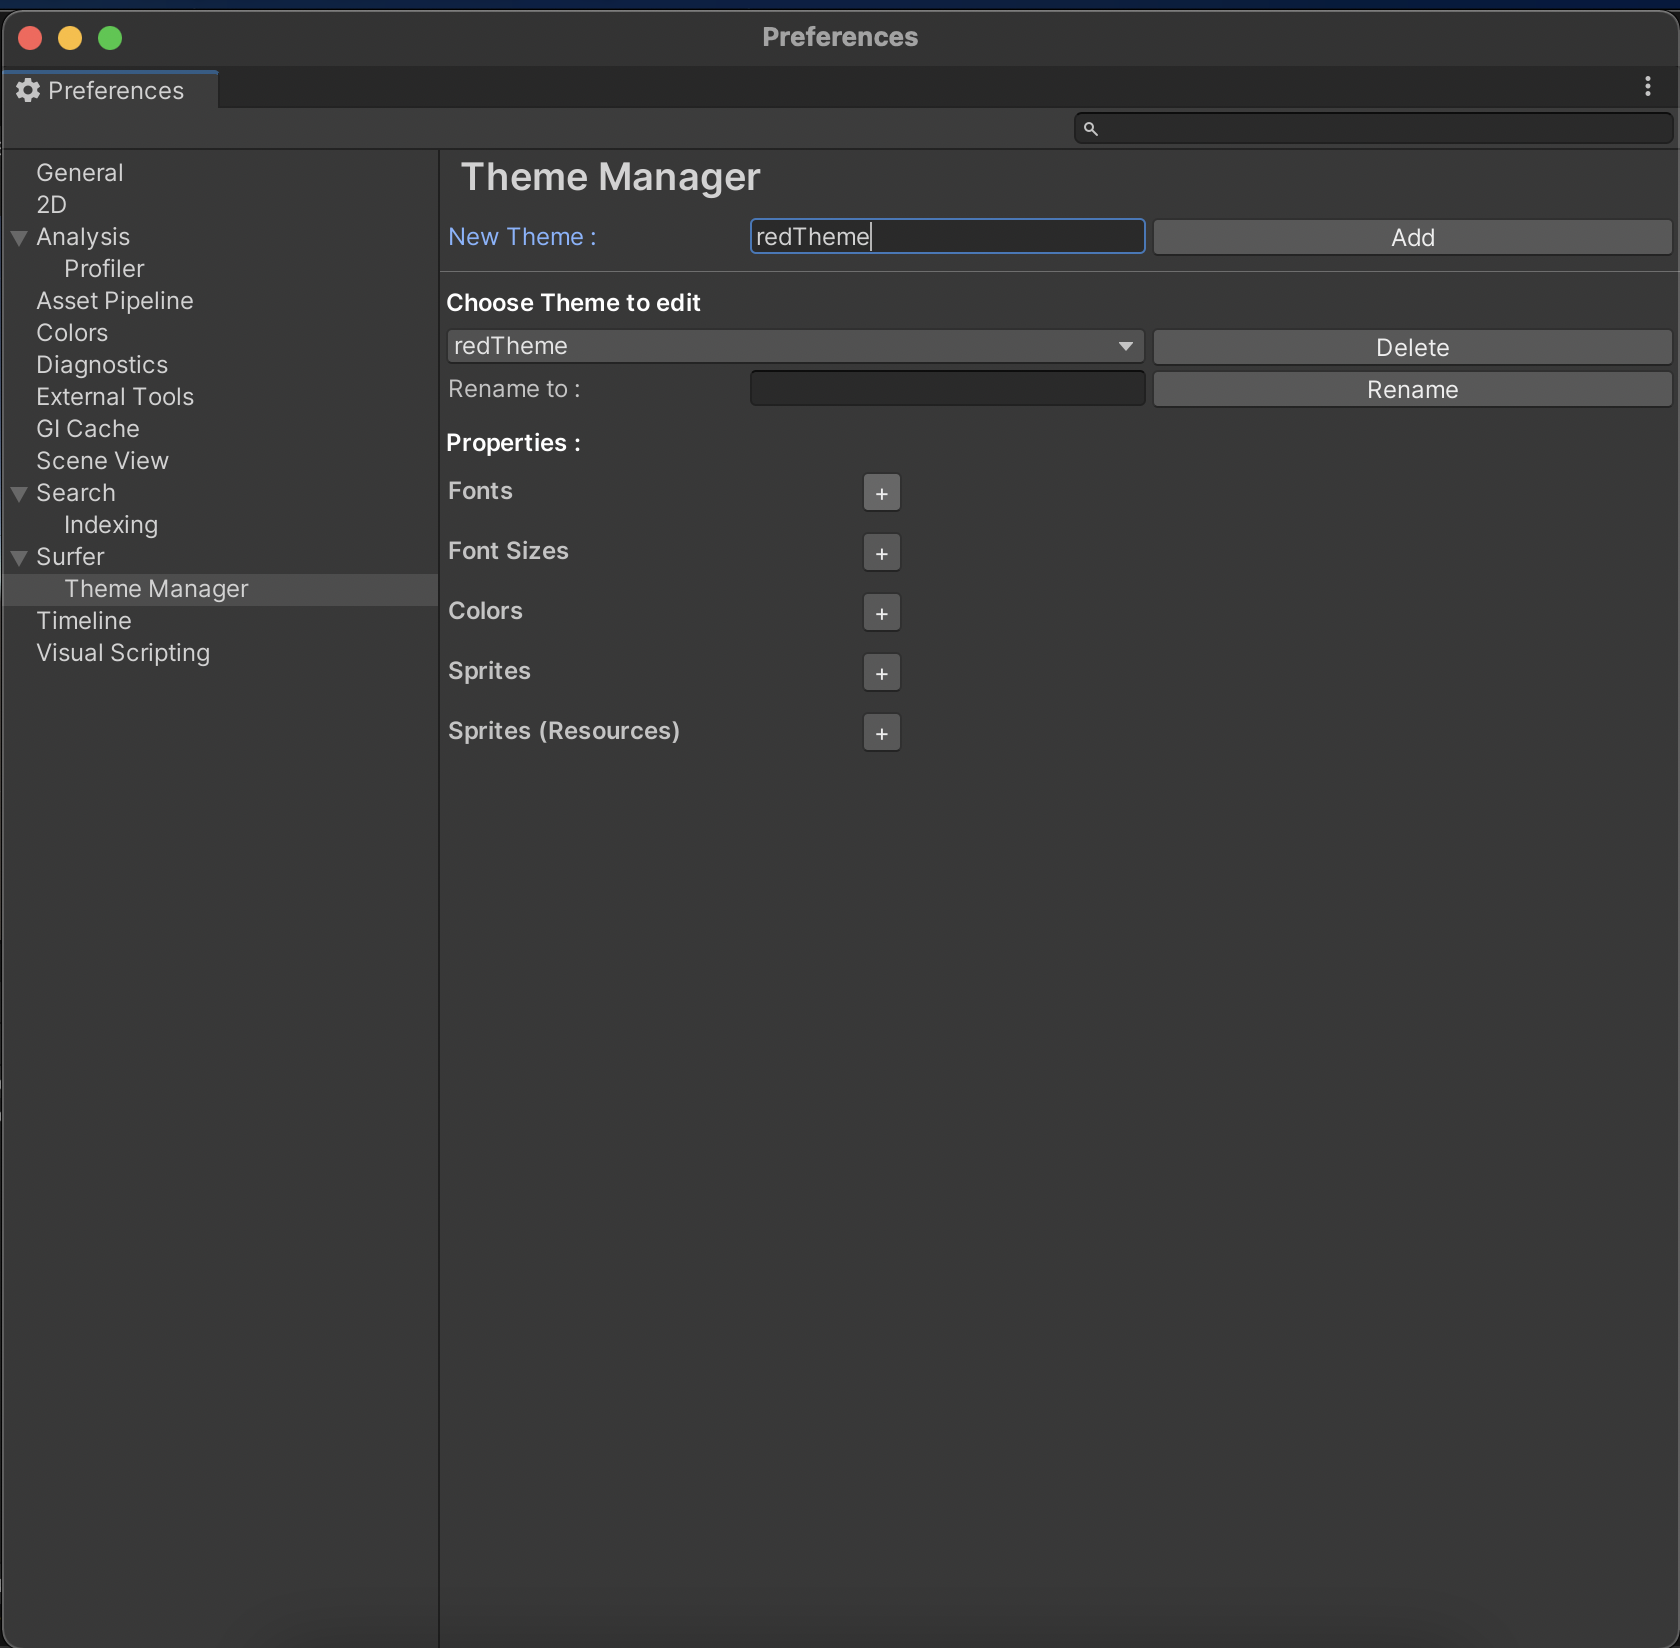 Preferences
Preferences
General
2D
Analysis
Profiler
Asset Pipeline
Colors
Diagnostics
External Tools
GI Cache
Scene View
Search
Indexing
Surfer
Theme Manager
Timeline
Visual Scripting
Theme Manager
New Theme : redTheme Add
Choose Theme to edit
redTheme Delete
Rename to : Rename
Properties :
Fonts +
Font Sizes +
Colors +
Sprites +
Sprites (Resources) +